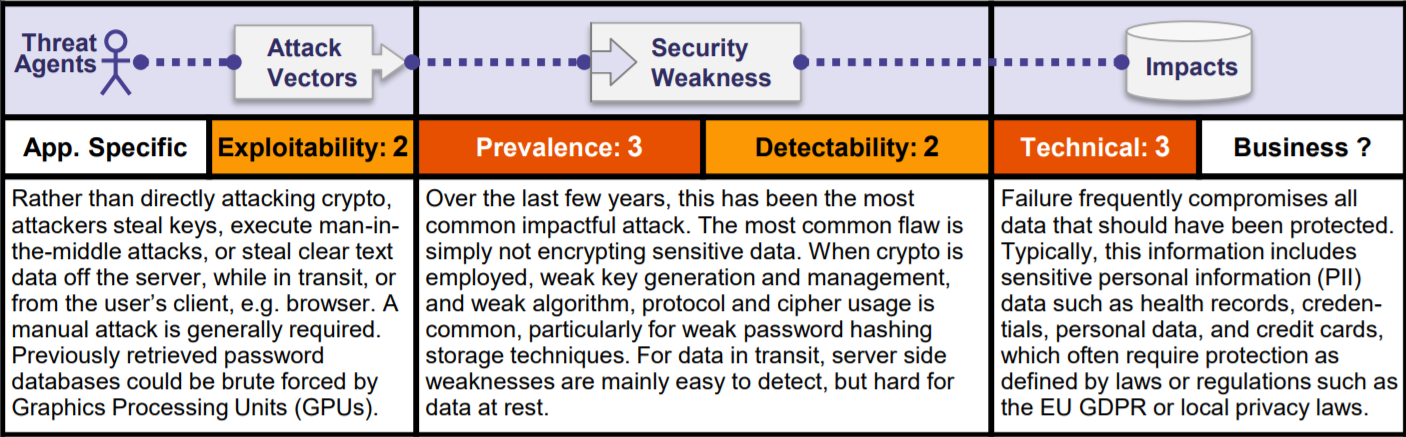 Threat
Agents
Attack
Vectors
Security
Weakness
Impacts
App. Specific
Exploitability: 2
Prevalence: 3
Detectability: 2
Technical: 3
Business ?
Rather than directly attacking crypto,
attackers steal keys, execute man-in-
the-middle attacks, or steal clear text
data off the server, while in transit, or
from the user’s client, e.g. browser. A
manual attack is generally required.
Previously retrieved password
databases could be brute forced by
Graphics Processing Units (GPUs).
Over the last few years, this has been the most
common impactful attack. The most common flaw is
simply not encrypting sensitive data. When crypto is
employed, weak key generation and management,
and weak algorithm, protocol and cipher usage is
common, particularly for weak password hashing
storage techniques. For data in transit, server side
weaknesses are mainly easy to detect, but hard for
data at rest.
Failure frequently compromises all
data that should have been protected.
Typically, this information includes
sensitive personal information (PII)
data such as health records, creden-
tials, personal data, and credit cards,
which often require protection as
defined by laws or regulations such as
the EU GDPR or local privacy laws.